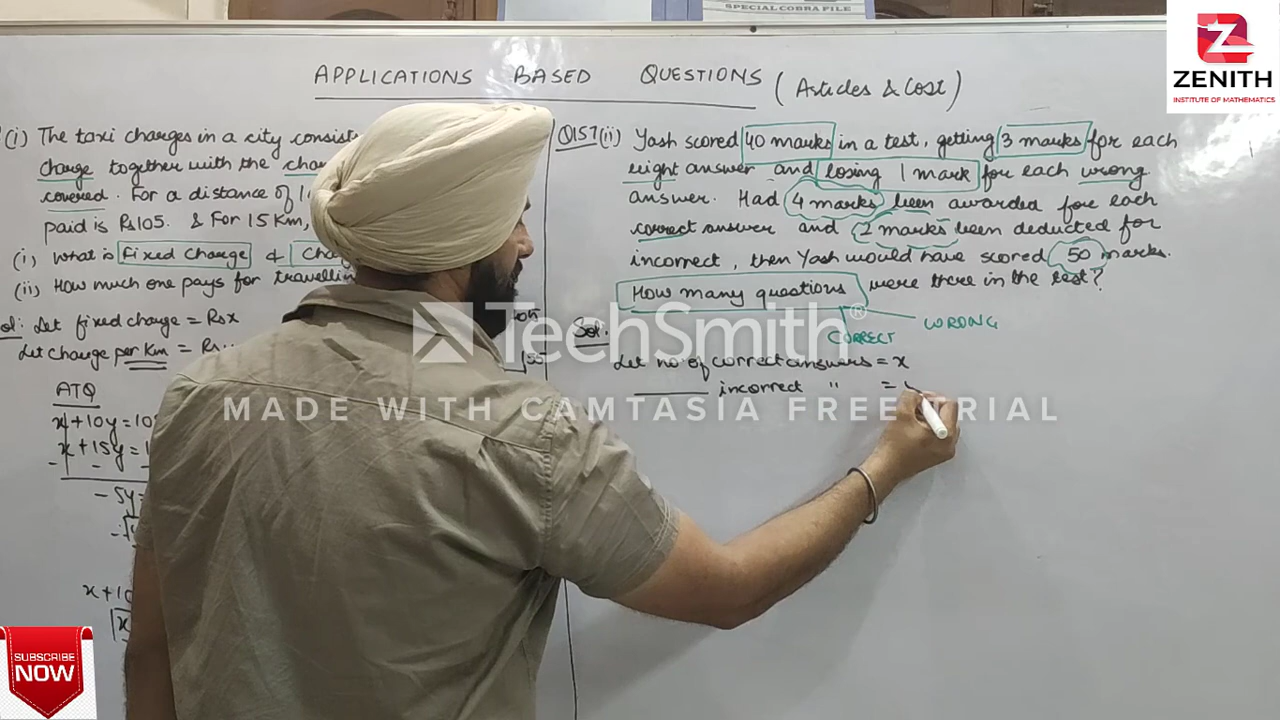 SPECIAL COBRA FILE
ZENITH
INSTITUTE OF MATHEMATICS
APPLICATIONS BASED QUESTIONS (Articles & Cost)
(i) The taxi charges in a city consist
charge together with the
covered. For a distance of
paid is Rs105. & For 15 Km,
(i) What is Fixed Charge &
(ii) How much one pays for
Sol: Let fixed charge = Rs x
Let charge per Km = Rs
ATQ
x+10y=10
x+15y=1
- - -
-5y=
x+10
Q157(ii) Yash scored 40 marks in a test, getting 3 marks for each
right answer and losing 1 mark for each wrong
answer. Had 4 marks been awarded for each
correct answer and 2 marks been deducted for
incorrect, then Yash would have scored 50 marks.
How many questions were there in the test?
CORRECT WRONG
Sol:
Let no. of correct answers = x
incorrect " =
TechSmith®
MADE WITH CAMTASIA FREE TRIAL
SUBSCRIBE
NOW